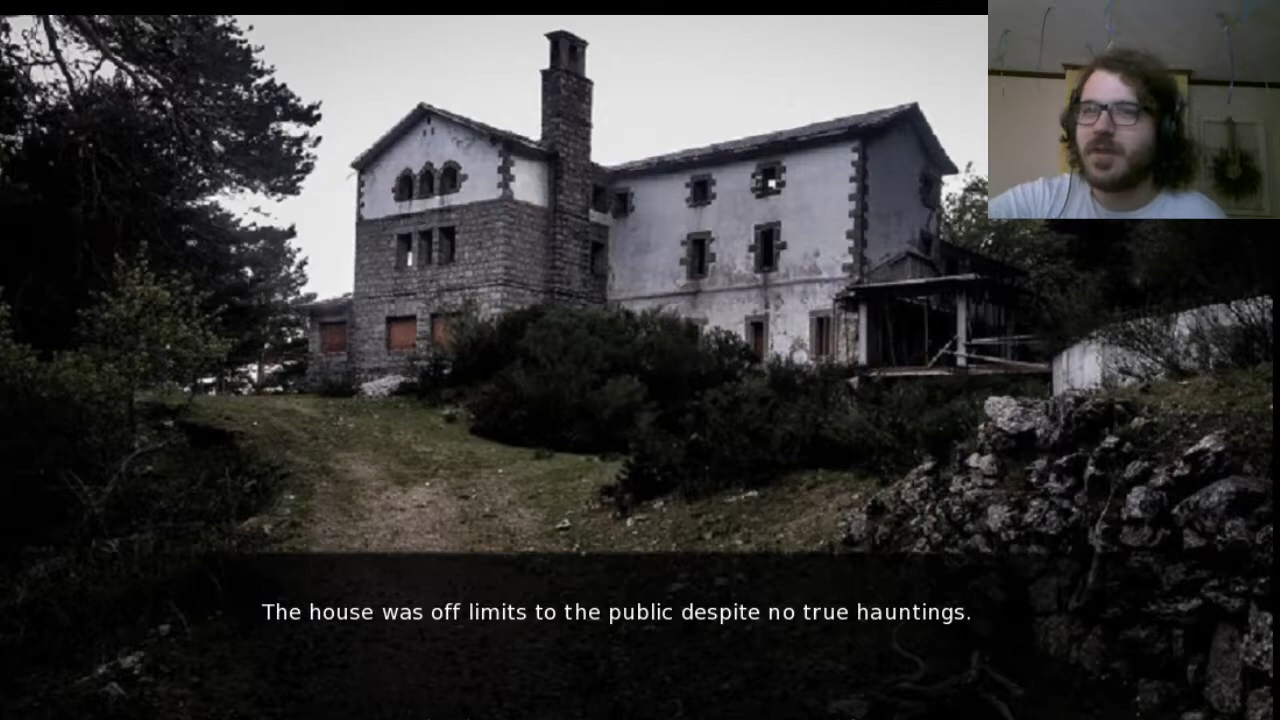 The house was off limits to the public despite no true hauntings.